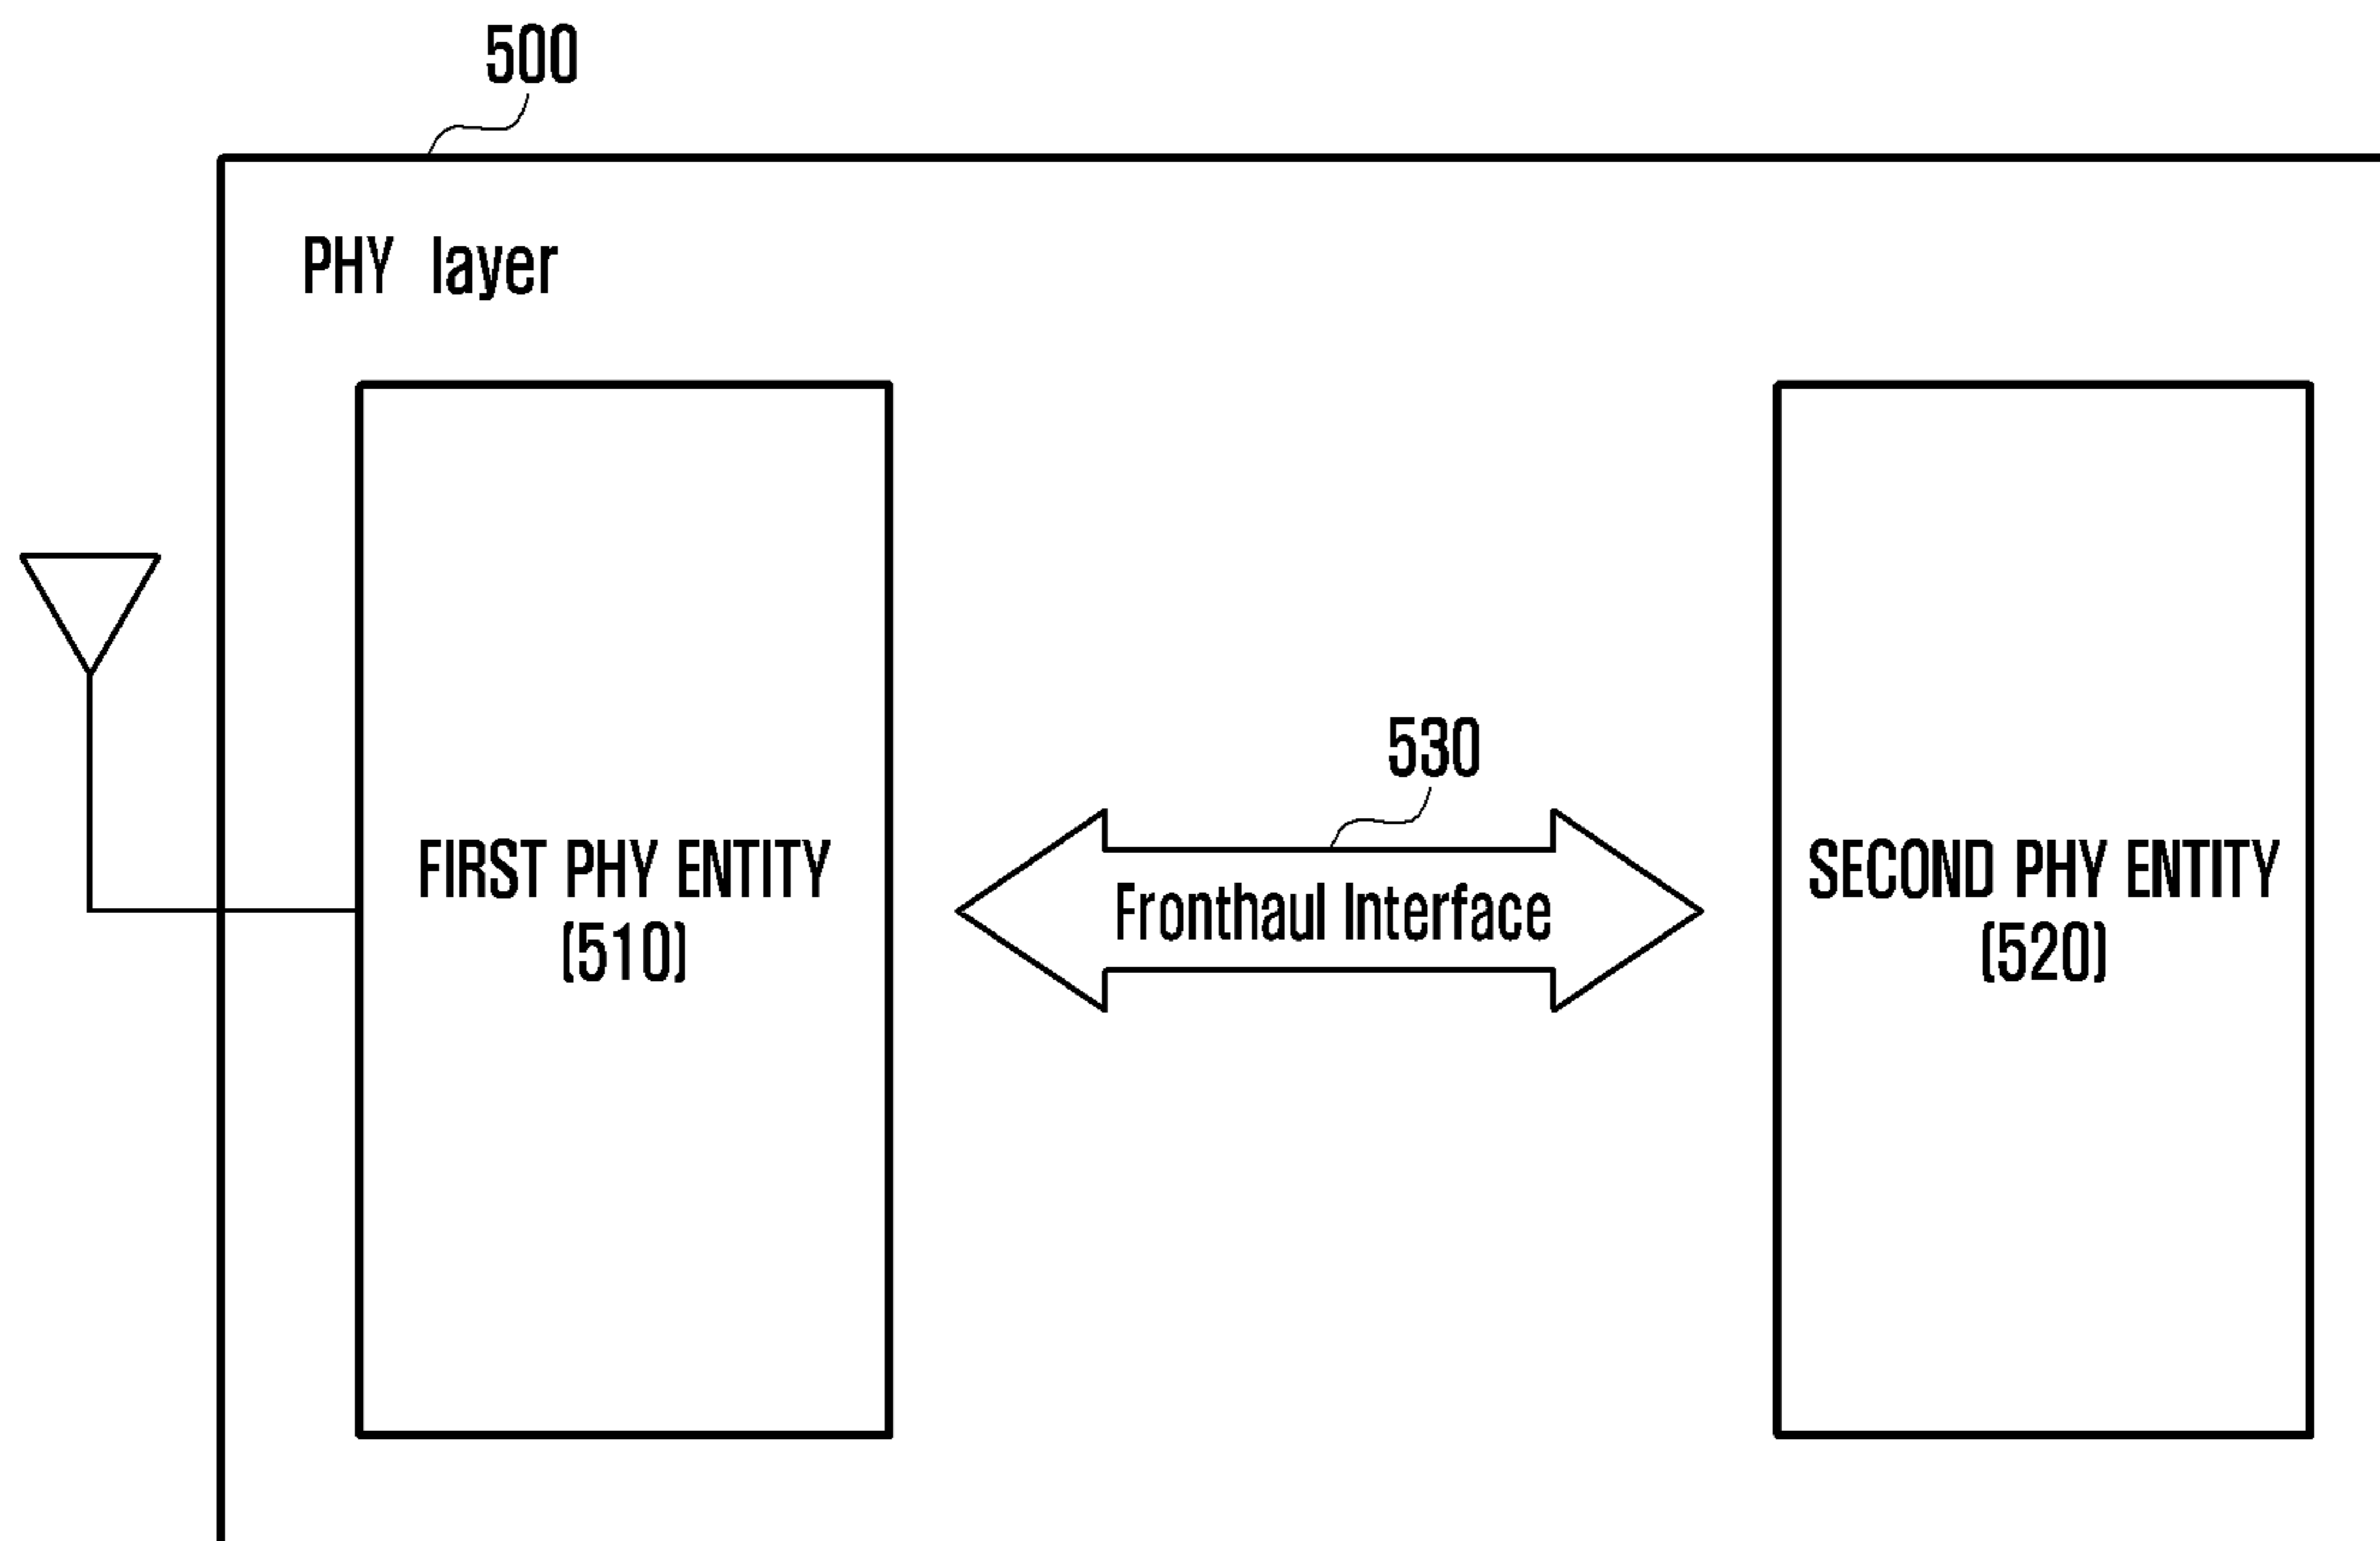 500
PHY layer
530
FIRST PHY ENTITY
(510)
Fronthaul Interface
SECOND PHY ENTITY
(520)